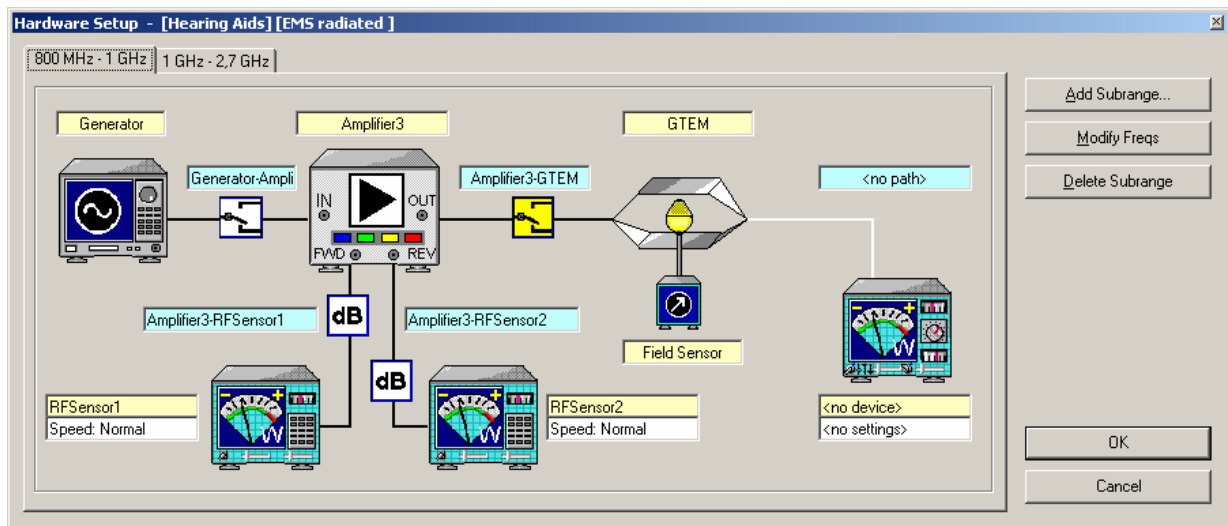 Hardware Setup - [Hearing Aids] [EMS radiated ]
800 MHz - 1 GHz
1 GHz - 2,7 GHz
Add Subrange...
Modify Freqs
Delete Subrange
Generator
Amplifier3
GTEM
Generator-Ampli
Amplifier3-GTEM
<no path>
IN
OUT
FWD
REV
Amplifier3-RFSensor1
dB
Amplifier3-RFSensor2
dB
Field Sensor
RFSensor1
Speed: Normal
RFSensor2
Speed: Normal
<no device>
<no settings>
OK
Cancel